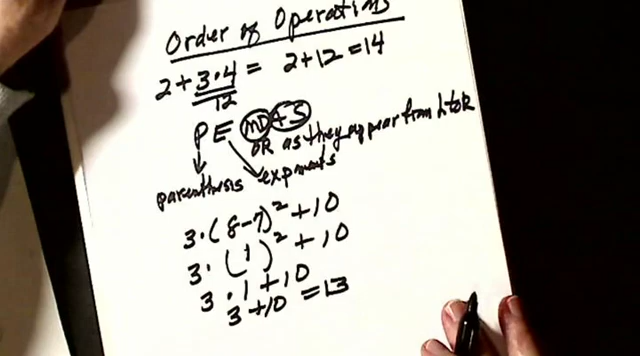 Order of Operations
2 + 3 • 4 = 2 + 12 = 14
12
P E MD AS
OR as they appear from L to R
parenthesis exponents
3 • (8 - 7)² + 10
3 • (1)² + 10
3 • 1 + 10
3 + 10 = 13